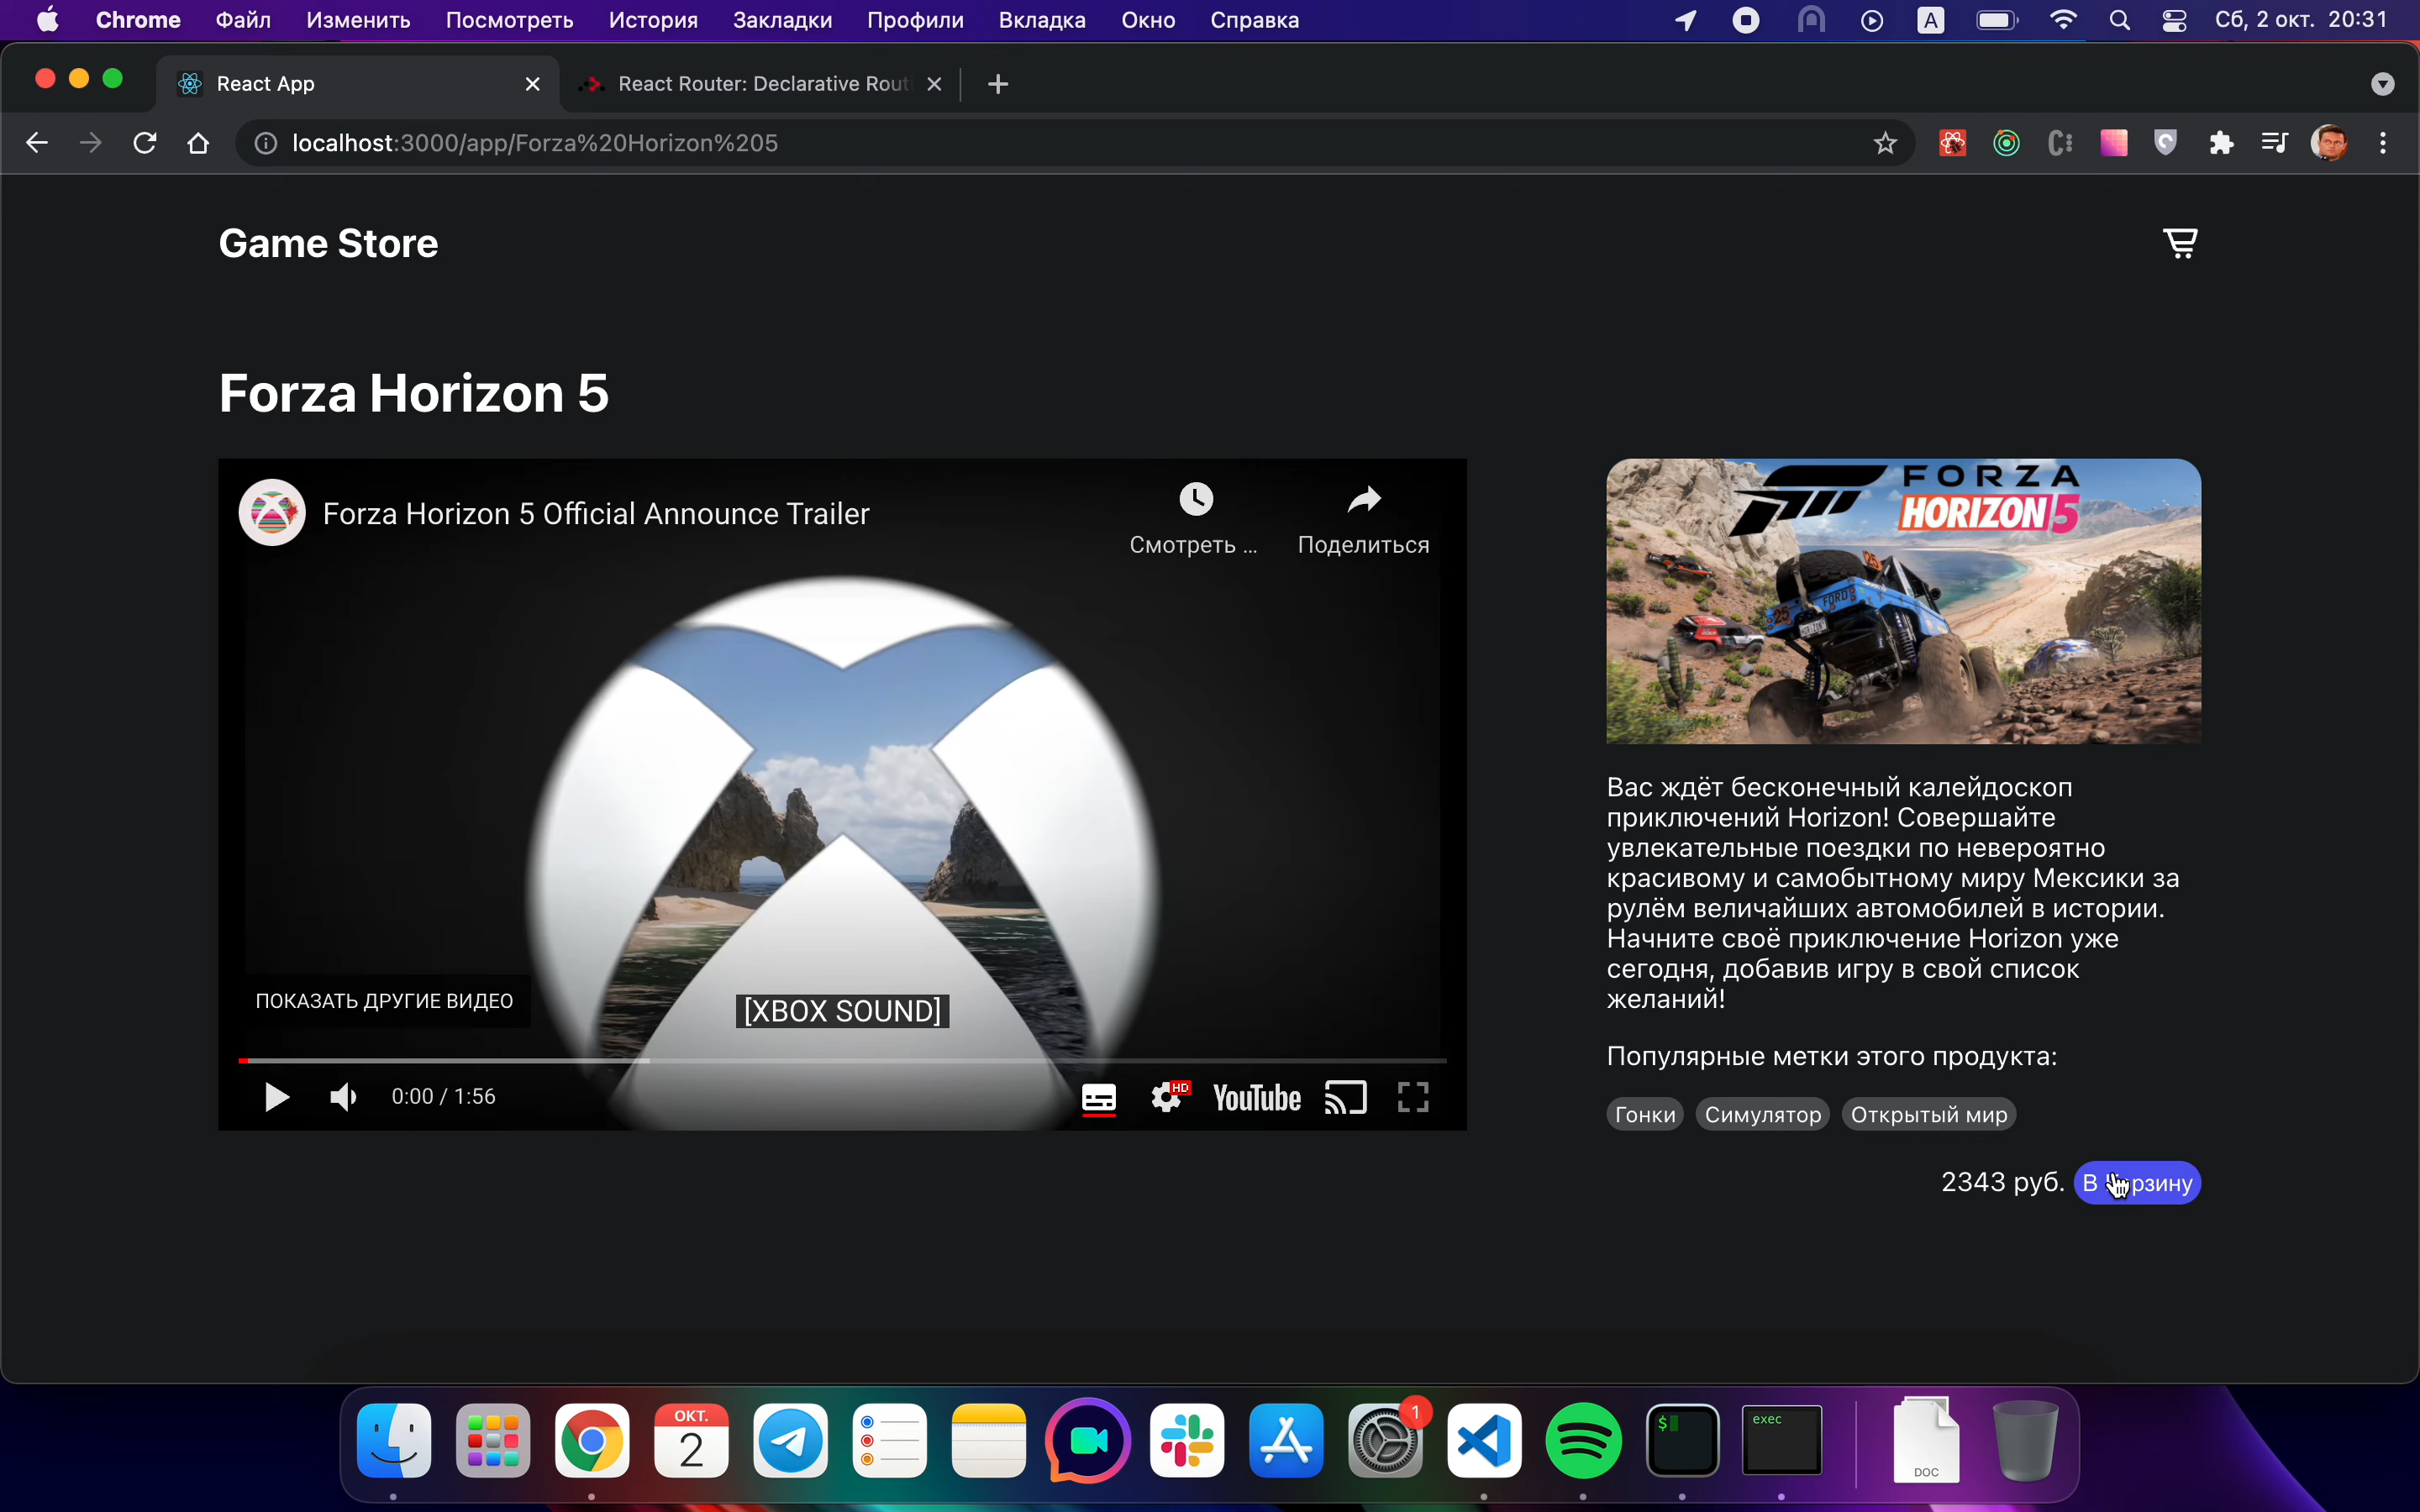 Chrome Файл Изменить Посмотреть История Закладки Профили Вкладка Окно Справка A Сб, 2 окт. 20:31
React App React Router: Declarative Rout
localhost:3000/app/Forza%20Horizon%205
Game Store
Forza Horizon 5
Forza Horizon 5 Official Announce Trailer
Смотреть ... Поделиться
[XBOX SOUND]
ПОКАЗАТЬ ДРУГИЕ ВИДЕО
0:00 / 1:56 HD YouTube
FORZA
HORIZON 5
25
FORD
25
Вас ждёт бесконечный калейдоскоп
приключений Horizon! Совершайте
увлекательные поездки по невероятно
красивому и самобытному миру Мексики за
рулём величайших автомобилей в истории.
Начните своё приключение Horizon уже
сегодня, добавив игру в свой список
желаний!
Популярные метки этого продукта:
Гонки Симулятор Открытый мир
2343 руб. В рзину
ОКТ.
2
1
$
exec
DOC